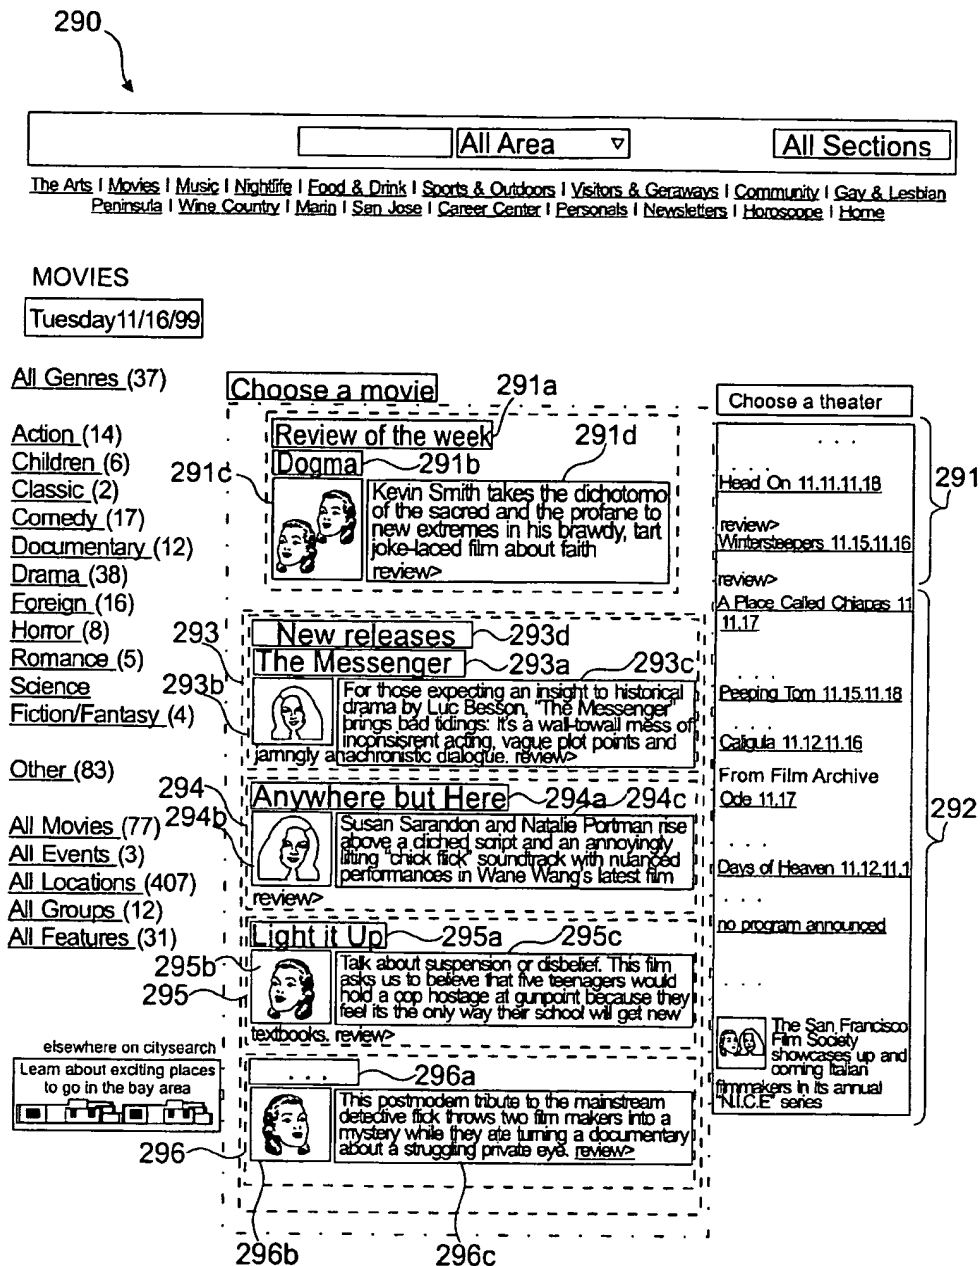 290
All Area ▿
All Sections
The Arts | Movies | Music | Nightlife | Food & Drink | Sports & Outdoors | Visitors & Geraways | Community | Gay & Lesbian
Peninsula | Wine Country | Marin | San Jose | Career Center | Personals | Newsletters | Horoscope | Home
MOVIES
Tuesday11/16/99
All Genres (37)
Action (14)
Children (6)
Classic (2)
Comedy (17)
Documentary (12)
Drama (38)
Foreign (16)
Horror (8)
Romance (5)
Science
Fiction/Fantasy (4)
Other (83)
All Movies (77)
All Events (3)
All Locations (407)
All Groups (12)
All Features (31)
elsewhere on citysearch
Learn about exciting places
to go in the bay area
Choose a movie
291a
Review of the week
291d
Dogma
291b
291c
Kevin Smith takes the dichotomo
of the sacred and the profane to
new extremes in his brawdy, tart
joke-laced film about faith
review>
293
New releases
293d
The Messenger
293a
293c
293b
For those expecting an insight to historical
drama by Luc Besson, "The Messenger"
brings bad tidings: It's a wall-towall mess of
inconsisrent acting, vague plot points and
jarnngly anachronistic dialogue. review>
294
Anywhere but Here
294a
294c
294b
Susan Sarandon and Natalie Portman rise
above a cliched script and an annoyingly
lifting "chick flick" soundtrack with nuanced
performances in Wane Wang's latest film
review>
Light it Up
295a
295c
295b
295
Talk about suspension or disbelief. This film
asks us to believe that five teenagers would
hold a cop hostage at gunpoint because they
feel its the only way their school will get new
textbooks. review>
. . .
296a
This postmodern tribute to the mainstream
detective flick throws two film makers into a
mystery while they ate turning a documentary
about a struggling private eye. review>
296
296b
296c
Choose a theater
. . .
. . . .
Head On 11.11.11.18
291
review>
Wintersteepers 11.15.11.16
review>
A Place Called Chiapas 11
11.17
. . . .
Peeping Tom 11.15.11.18
. . . .
Caligula 11.12.11.16
From Film Archive
Ode 11.17
292
. . .
Days of Heaven 11.12.11.1
. . .
no program announced
. . .
The San Francisco
Film Society
showcases up and
coming Italian
filmmakers in its annual
"N.I.C.E" series